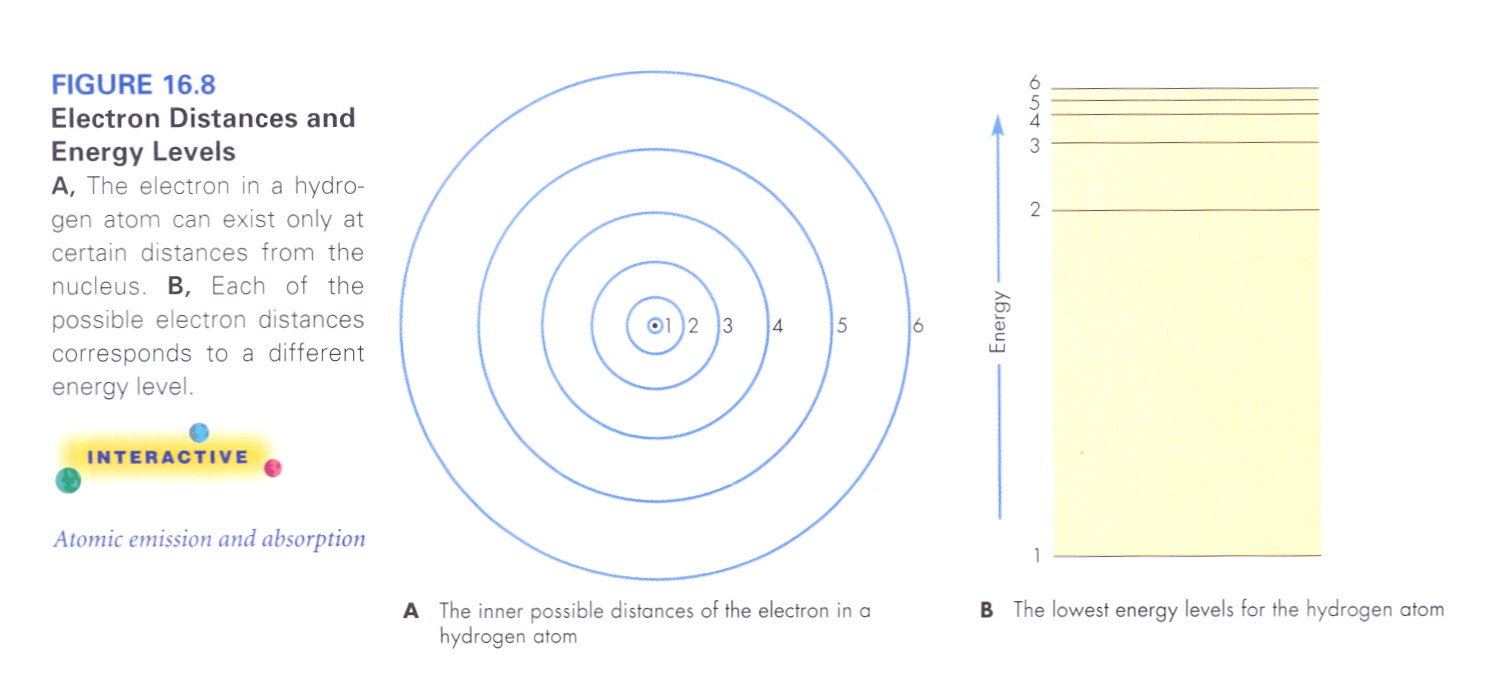 FIGURE 16.8
Electron Distances and
Energy Levels
A, The electron in a hydro-
gen atom can exist only at
certain distances from the
nucleus. B, Each of the
possible electron distances
corresponds to a different
energy level.
INTERACTIVE
Atomic emission and absorption
1 2 3 4 5 6
A The inner possible distances of the electron in a
hydrogen atom
6
5
4
3
2
1
Energy
B The lowest energy levels for the hydrogen atom